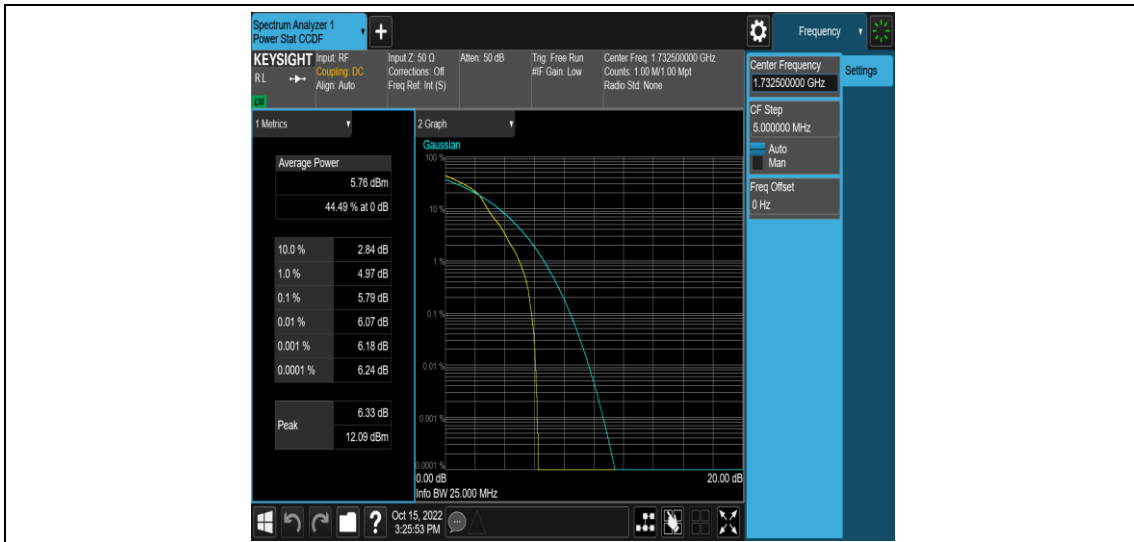 Spectrum Analyzer 1
Power Stat CCDF
+
Frequency
KEYSIGHT
RL
LXI
Input: RF
Coupling: DC
Align: Auto
Input Z: 50 Ω
Corrections: Off
Freq Ref: Int (S)
Atten: 50 dB
Trig: Free Run
#IF Gain: Low
Center Freq: 1.732500000 GHz
Counts: 1.00 M/1.00 Mpt
Radio Std: None
Center Frequency
1.732500000 GHz
Settings
CF Step
5.000000 MHz
Auto
Man
Freq Offset
0 Hz
1 Metrics
Average Power
5.76 dBm
44.49 % at 0 dB
10.0 % 2.84 dB
1.0 % 4.97 dB
0.1 % 5.79 dB
0.01 % 6.07 dB
0.001 % 6.18 dB
0.0001 % 6.24 dB
Peak
6.33 dB
12.09 dBm
2 Graph
Gaussian
100 %
10 %
1 %
0.1 %
0.01 %
0.001 %
0.0001 %
0.00 dB 20.00 dB
Info BW 25.000 MHz
?
Oct 15, 2022
3:25:53 PM